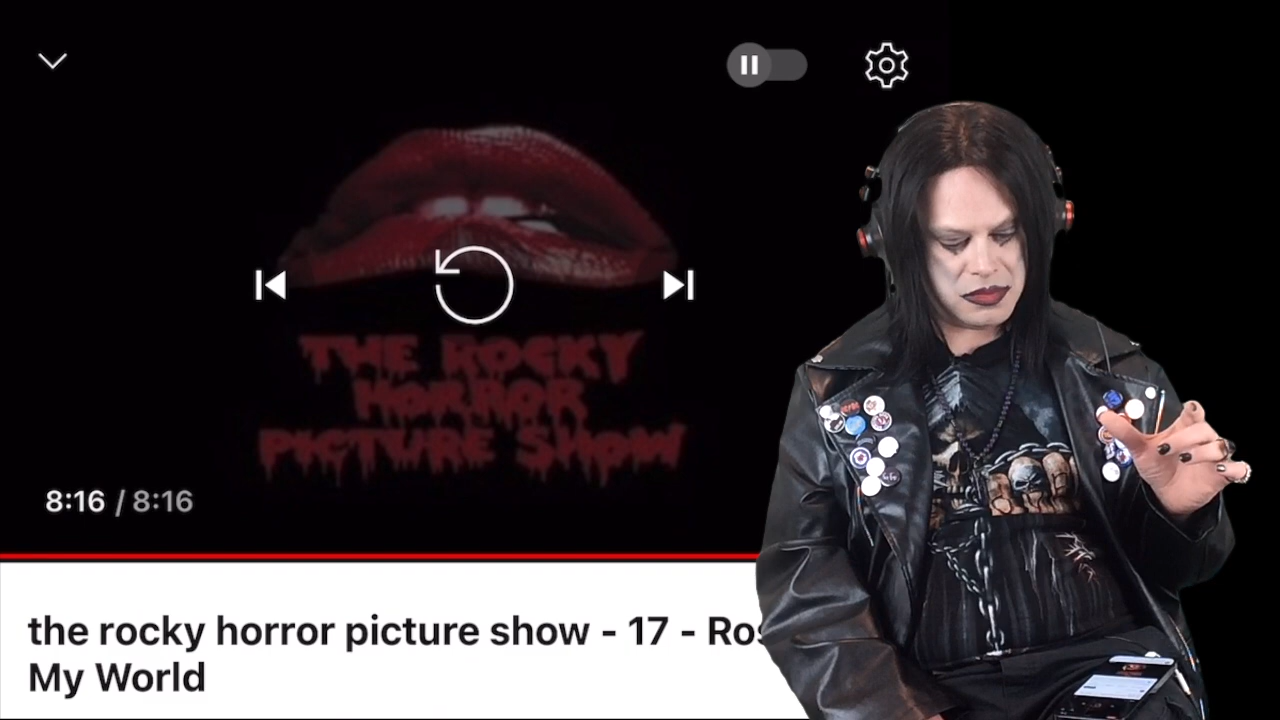 THE ROCKY
HORROR
PICTURE SHOW
8:16 / 8:16
the rocky horror picture show - 17 - Ros
My World